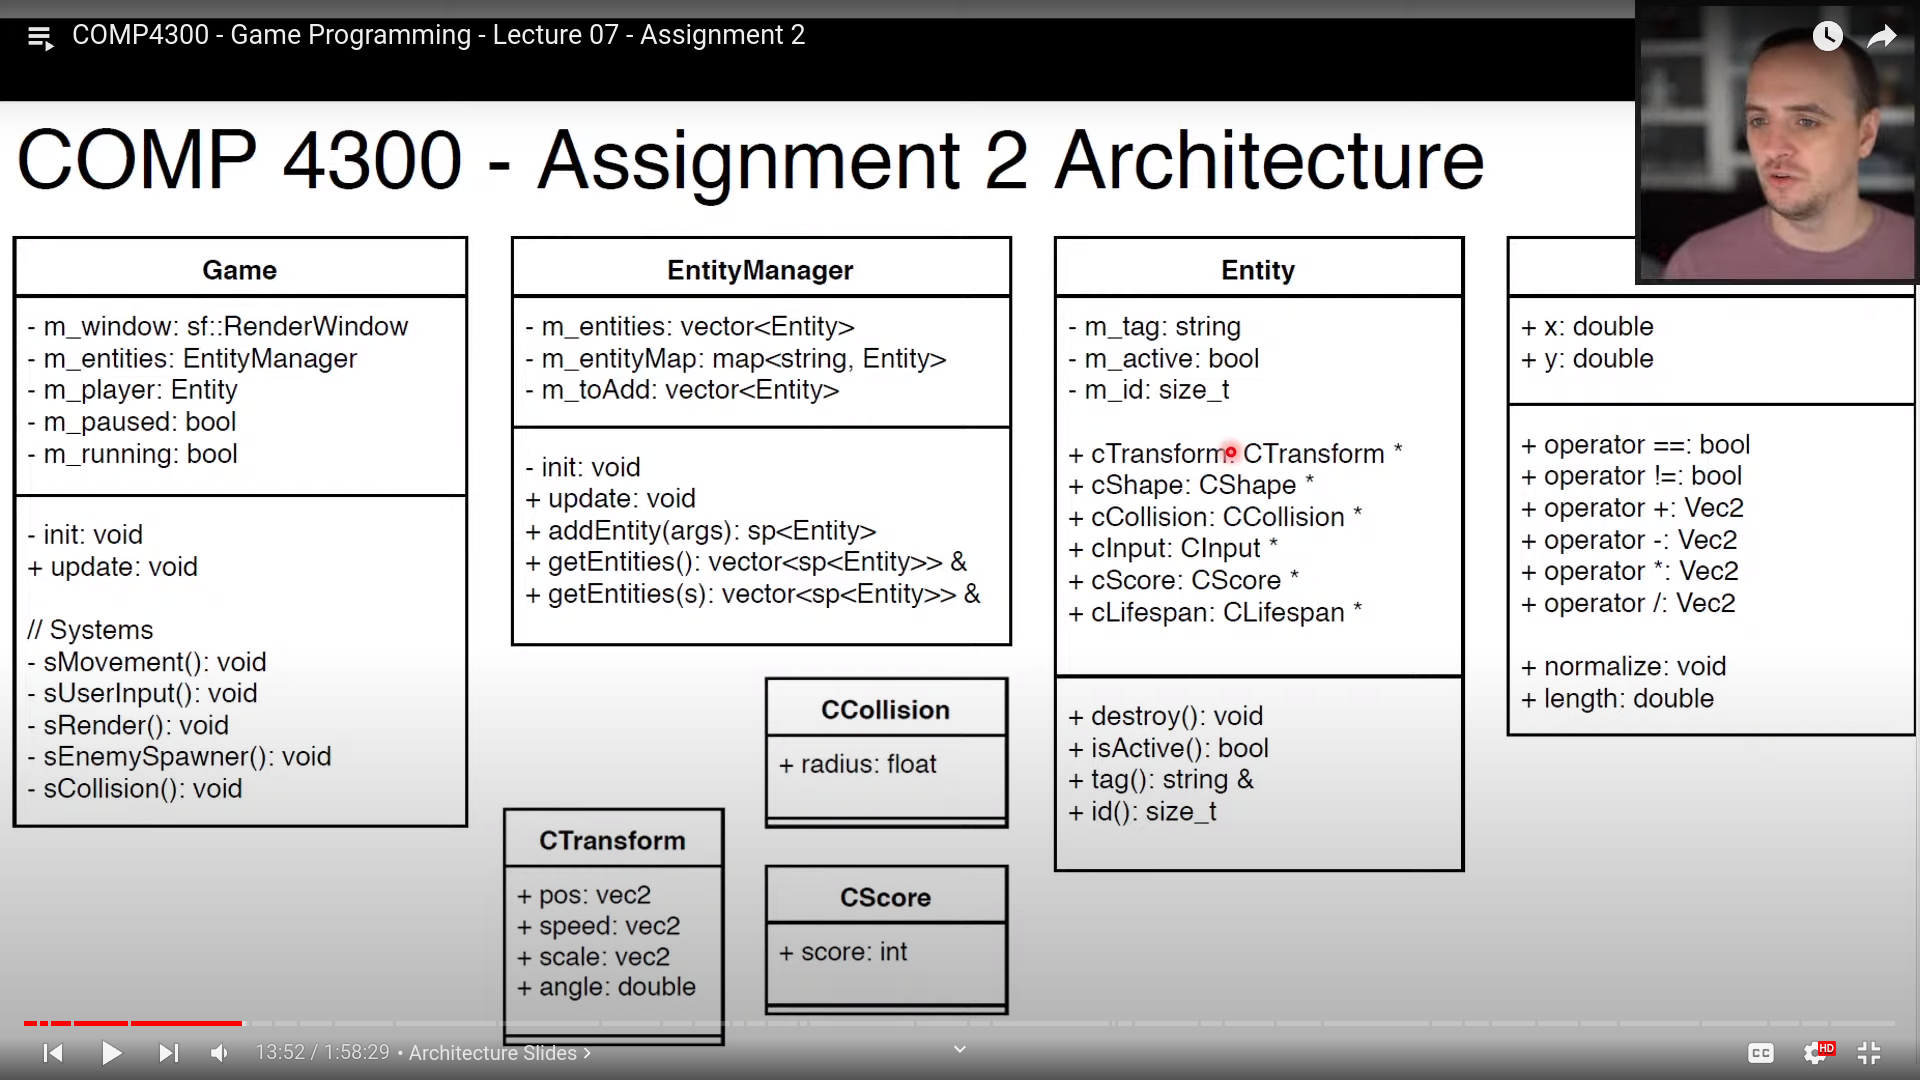 COMP4300 - Game Programming - Lecture 07 - Assignment 2
COMP 4300 - Assignment 2 Architecture
Game
- m_window: sf::RenderWindow
- m_entities: EntityManager
- m_player: Entity
- m_paused: bool
- m_running: bool
- init: void
+ update: void
// Systems
- sMovement(): void
- sUserInput(): void
- sRender(): void
- sEnemySpawner(): void
- sCollision(): void
EntityManager
- m_entities: vector<Entity>
- m_entityMap: map<string, Entity>
- m_toAdd: vector<Entity>
- init: void
+ update: void
+ addEntity(args): sp<Entity>
+ getEntities(): vector<sp<Entity>> &
+ getEntities(s): vector<sp<Entity>> &
CTransform
+ pos: vec2
+ speed: vec2
+ scale: vec2
+ angle: double
CCollision
+ radius: float
CScore
+ score: int
Entity
- m_tag: string
- m_active: bool
- m_id: size_t
+ cTransform: CTransform *
+ cShape: CShape *
+ cCollision: CCollision *
+ cInput: CInput *
+ cScore: CScore *
+ cLifespan: CLifespan *
+ destroy(): void
+ isActive(): bool
+ tag(): string &
+ id(): size_t
+ x: double
+ y: double
+ operator ==: bool
+ operator !=: bool
+ operator +: Vec2
+ operator -: Vec2
+ operator *: Vec2
+ operator /: Vec2
+ normalize: void
+ length: double
13:52 / 1:58:29 • Architecture Slides
CC
HD